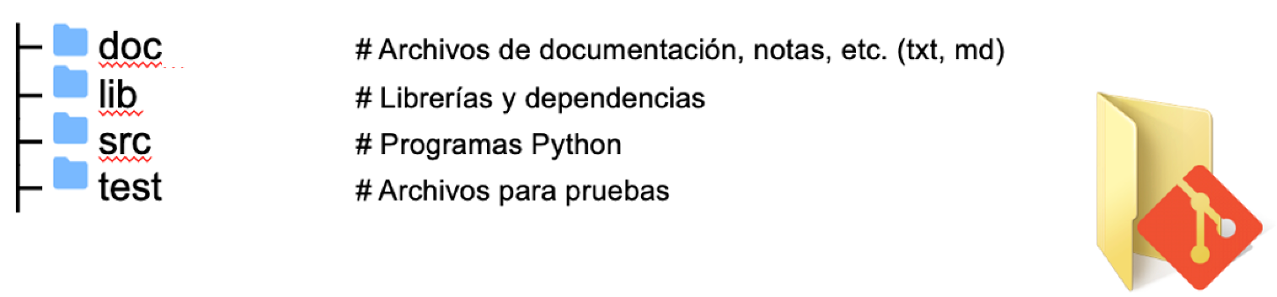 doc # Archivos de documentación, notas, etc. (txt, md)
lib # Librerías y dependencias
src # Programas Python
test # Archivos para pruebas